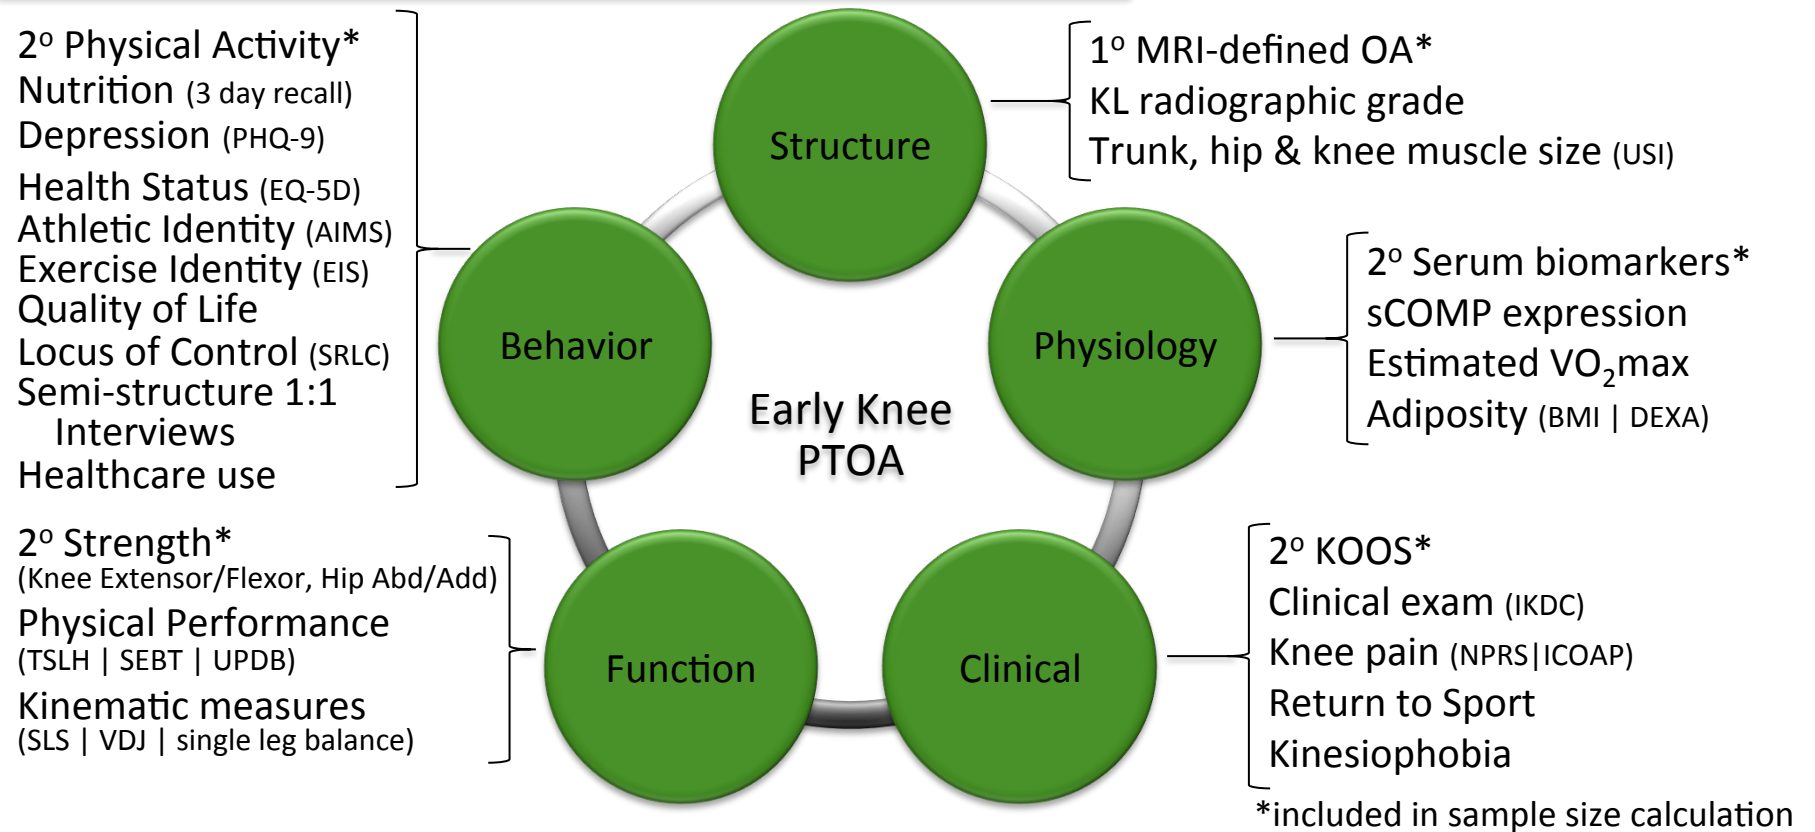 2º Physical Activity*
Nutrition (3 day recall)
Depression (PHQ-9)
Health Status (EQ-5D)
Athletic Identity (AIMS)
Exercise Identity (EIS)
Quality of Life
Locus of Control (SRLC)
Semi-structure 1:1
Interviews
Healthcare use
2º Strength*
(Knee Extensor/Flexor, Hip Abd/Add)
Physical Performance
(TSLH | SEBT | UPDB)
Kinematic measures
(SLS | VDJ | single leg balance)
Structure
Behavior
Physiology
Early Knee
PTOA
Function
Clinical
1º MRI-defined OA*
KL radiographic grade
Trunk, hip & knee muscle size (USI)
2º Serum biomarkers*
sCOMP expression
Estimated VO₂max
Adiposity (BMI | DEXA)
2º KOOS*
Clinical exam (IKDC)
Knee pain (NPRS|ICOAP)
Return to Sport
Kinesiophobia
*included in sample size calculation